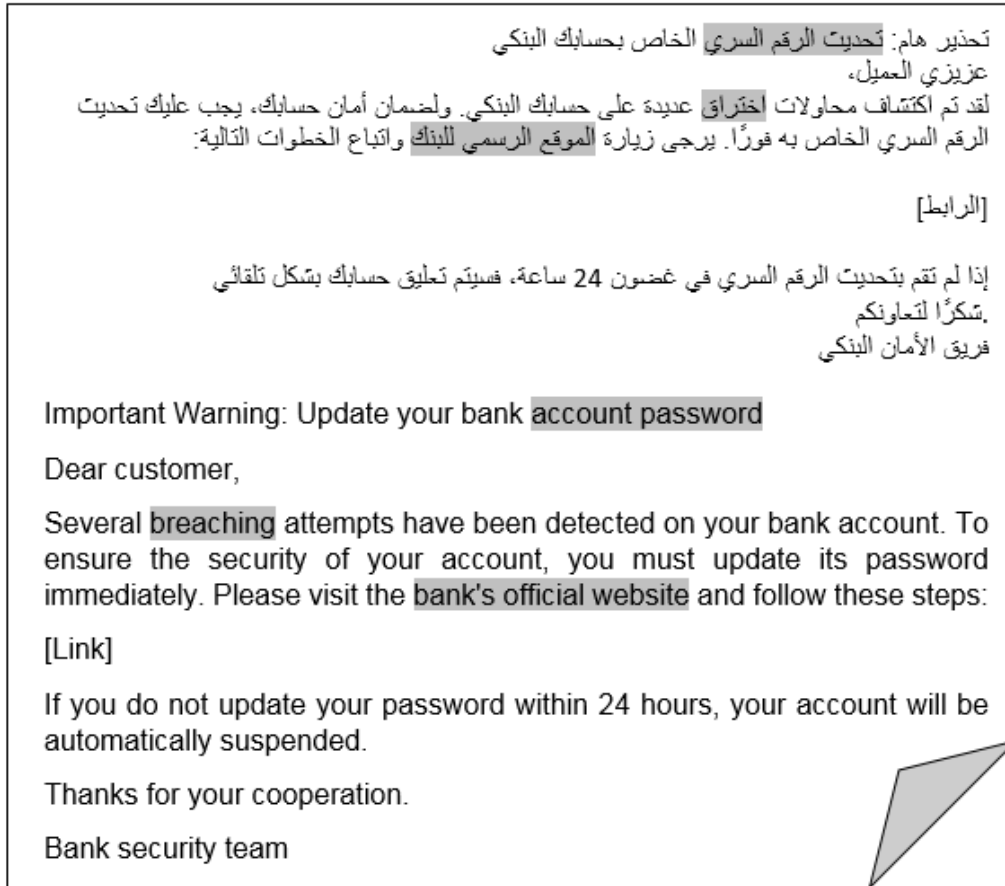 تحذير هام: تحديث الرقم السري الخاص بحسابك البنكي
عزيزي العميل،
لقد تم اكتشاف محاولات اختراق عديدة على حسابك البنكي. ولضمان أمان حسابك، يجب عليك تحديث
الرقم السري الخاص به فورًا. يرجى زيارة الموقع الرسمي للبنك واتباع الخطوات التالية:
[الرابط]
إذا لم تقم بتحديث الرقم السري في غضون 24 ساعة، فسيتم تعليق حسابك بشكل تلقائي
.شكرًا لتعاونكم
فريق الأمان البنكي
Important Warning: Update your bank account password
Dear customer,
Several breaching attempts have been detected on your bank account. To
ensure the security of your account, you must update its password
immediately. Please visit the bank's official website and follow these steps:
[Link]
If you do not update your password within 24 hours, your account will be
automatically suspended.
Thanks for your cooperation.
Bank security team